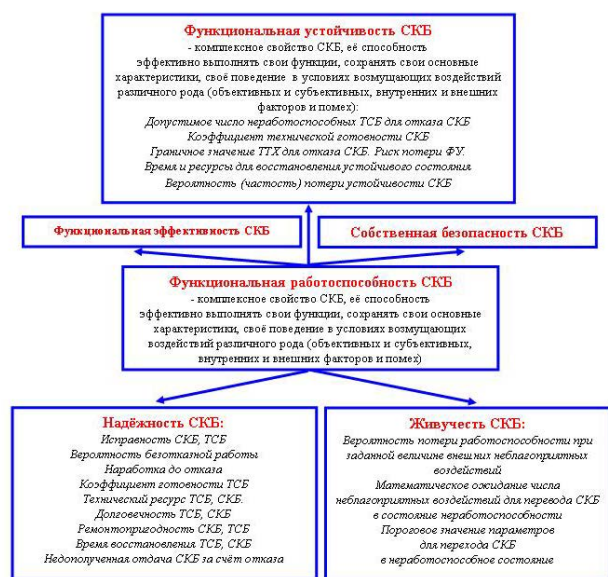 Функциональная устойчивость СКБ
- комплексное свойство СКБ, её способность
эффективно выполнять свои функции, сохранять свои основные
характеристики, своё поведение в условиях возмущающих воздействий
различного рода (объективных и субъективных, внутренних и внешних
факторов и помех):
Допустимое число неработоспособных ТСБ для отказа СКБ
Коэффициент технической готовности СКБ
Граничное значение ТТХ для отказа СКБ. Риск потери ФУ.
Время и ресурсы для восстановления устойчивого состояния
Вероятность (частость) потери устойчивости СКБ
Функциональная эффективность СКБ
Собственная безопасность СКБ
Функциональная работоспособность СКБ
- комплексное свойство СКБ, её способность
эффективно выполнять свои функции, сохранять свои основные
характеристики, своё поведение в условиях возмущающих
воздействий различного рода (объективных и субъективных,
внутренних и внешних факторов и помех)
Надёжность СКБ:
Исправность СКБ, ТСБ
Вероятность безотказной работы
Наработка до отказа
Коэффициент готовности ТСБ
Технический ресурс ТСБ, СКБ.
Долговечность ТСБ, СКБ
Ремонтопригодность СКБ, ТСБ
Время восстановления ТСБ, СКБ
Недополученная отдача СКБ за счёт отказа
Живучесть СКБ:
Вероятность потери работоспособности при
заданной величине внешних неблагоприятных
воздействий
Математическое ожидание числа
неблагоприятных воздействий для перевода СКБ
в состояние неработоспособности
Пороговое значение параметров
для перехода СКБ
в неработоспособное состояние